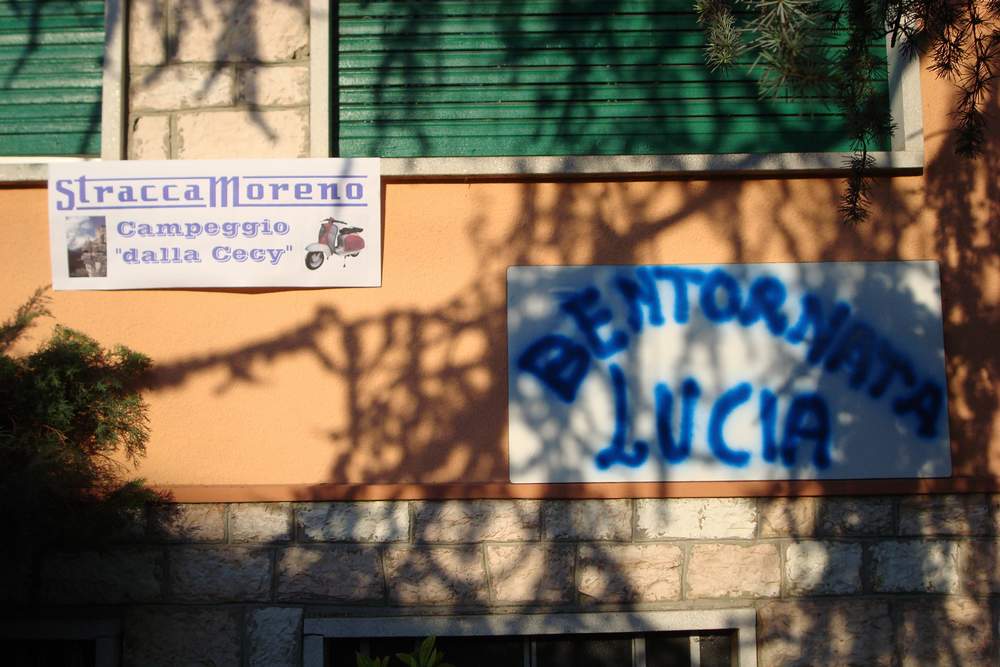 StraccaMoreno
Campeggio
"dalla Cecy"
BENTORNATA
LUCIA